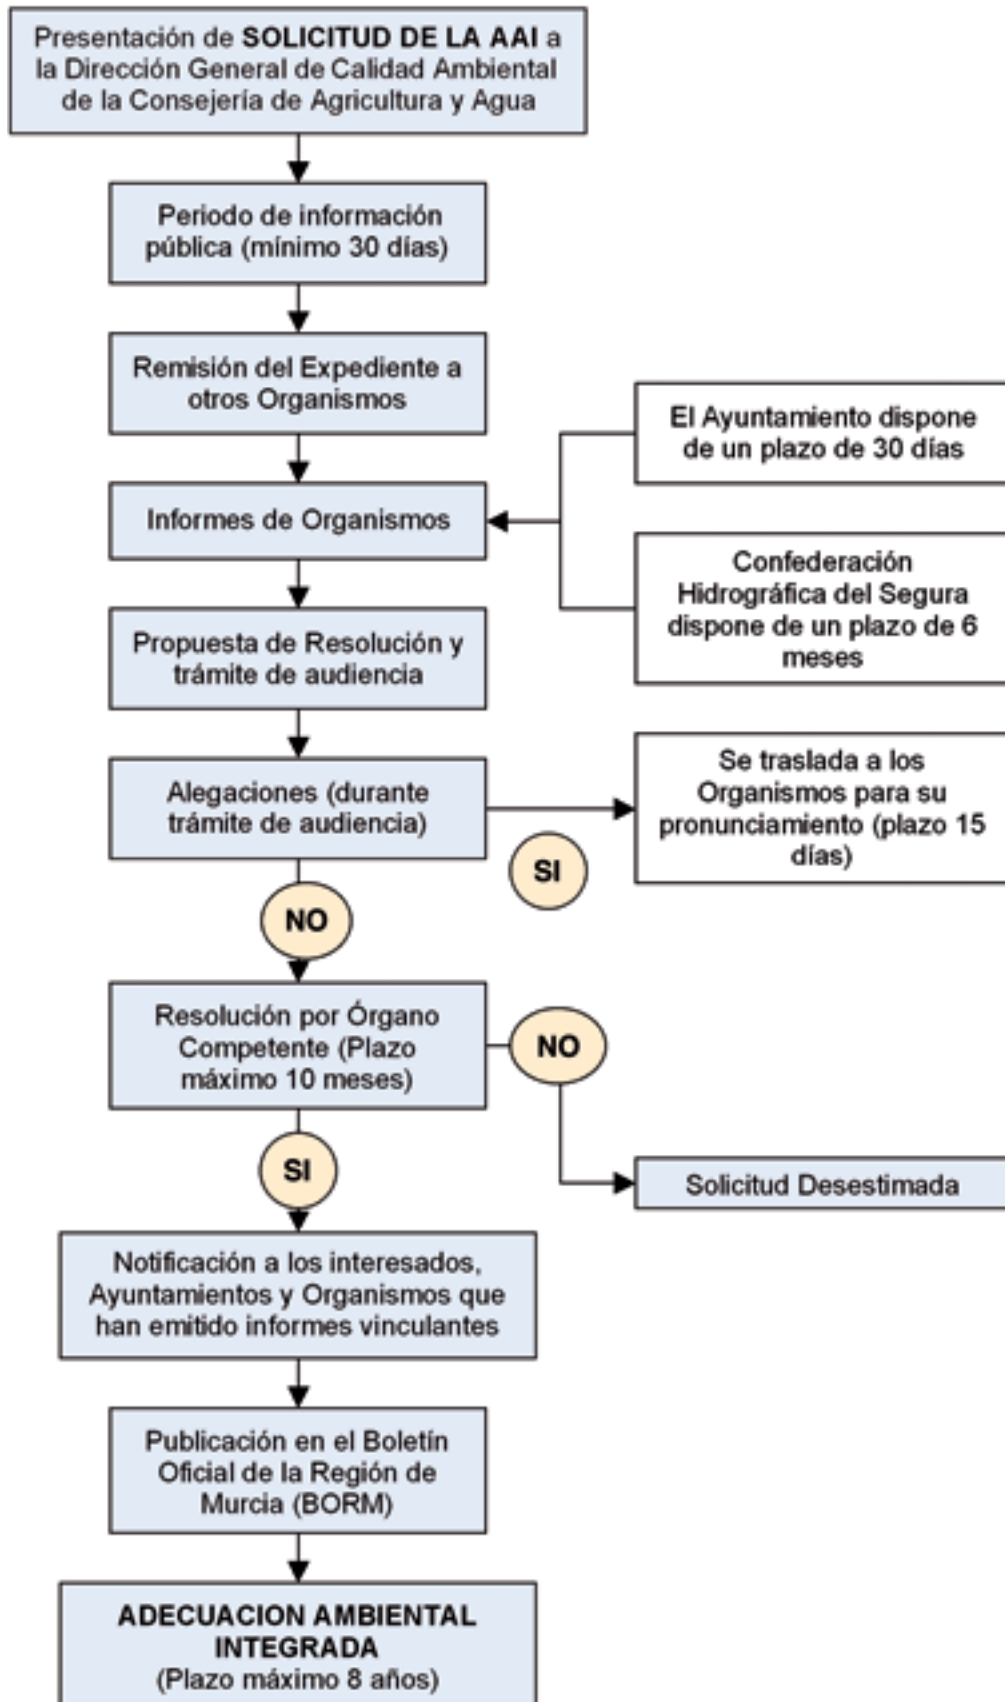 Presentación de SOLICITUD DE LA AAI a
la Dirección General de Calidad Ambiental
de la Consejería de Agricultura y Agua
Periodo de información
pública (mínimo 30 días)
Remisión del Expediente a
otros Organismos
El Ayuntamiento dispone
de un plazo de 30 días
Informes de Organismos
Confederación
Hidrográfica del Segura
dispone de un plazo de 6
meses
Propuesta de Resolución y
trámite de audiencia
Alegaciones (durante
trámite de audiencia)
SI
Se traslada a los
Organismos para su
pronunciamiento (plazo 15
días)
NO
Resolución por Órgano
Competente (Plazo
máximo 10 meses)
NO
Solicitud Desestimada
SI
Notificación a los interesados,
Ayuntamientos y Organismos que
han emitido informes vinculantes
Publicación en el Boletín
Oficial de la Región de
Murcia (BORM)
ADECUACION AMBIENTAL
INTEGRADA
(Plazo máximo 8 años)